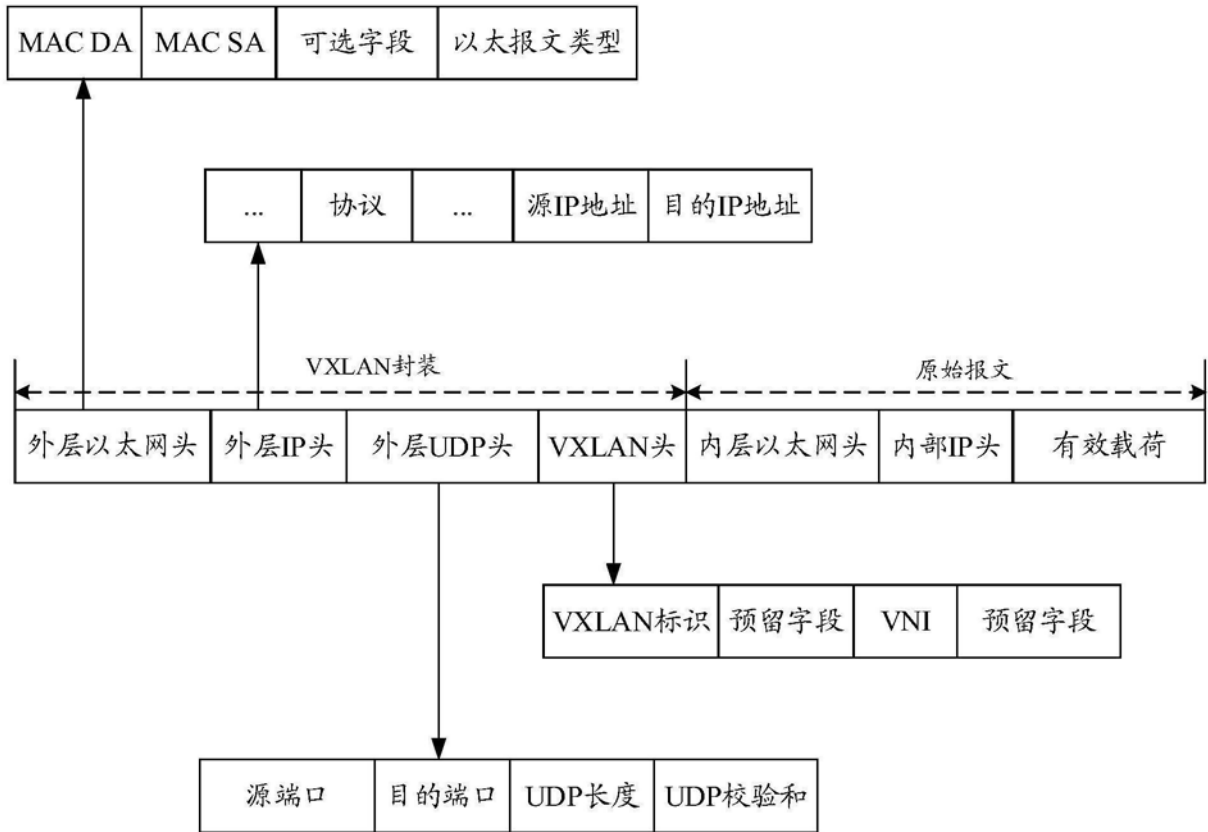 MAC DA MAC SA 可选字段 以太报文类型
... 协议 ... 源IP地址 目的IP地址
VXLAN封装 原始报文
外层以太网头 外层IP头 外层UDP头 VXLAN头 内层以太网头 内部IP头 有效载荷
VXLAN标识 预留字段 VNI 预留字段
源端口 目的端口 UDP长度 UDP校验和